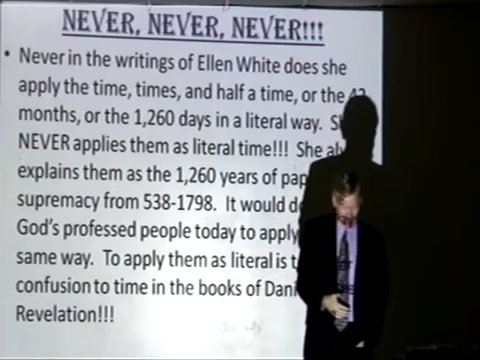 NEVER, NEVER, NEVER!!!
• Never in the writings of Ellen White does she
apply the time, times, and half a time, or the 42
months, or the 1,260 days in a literal way.
NEVER applies them as literal time!!! She
explains them as the 1,260 years of
supremacy from 538-1798. It would
God's professed people today to apply
same way. To apply them as literal is
confusion to time in the books of
Revelation!!!